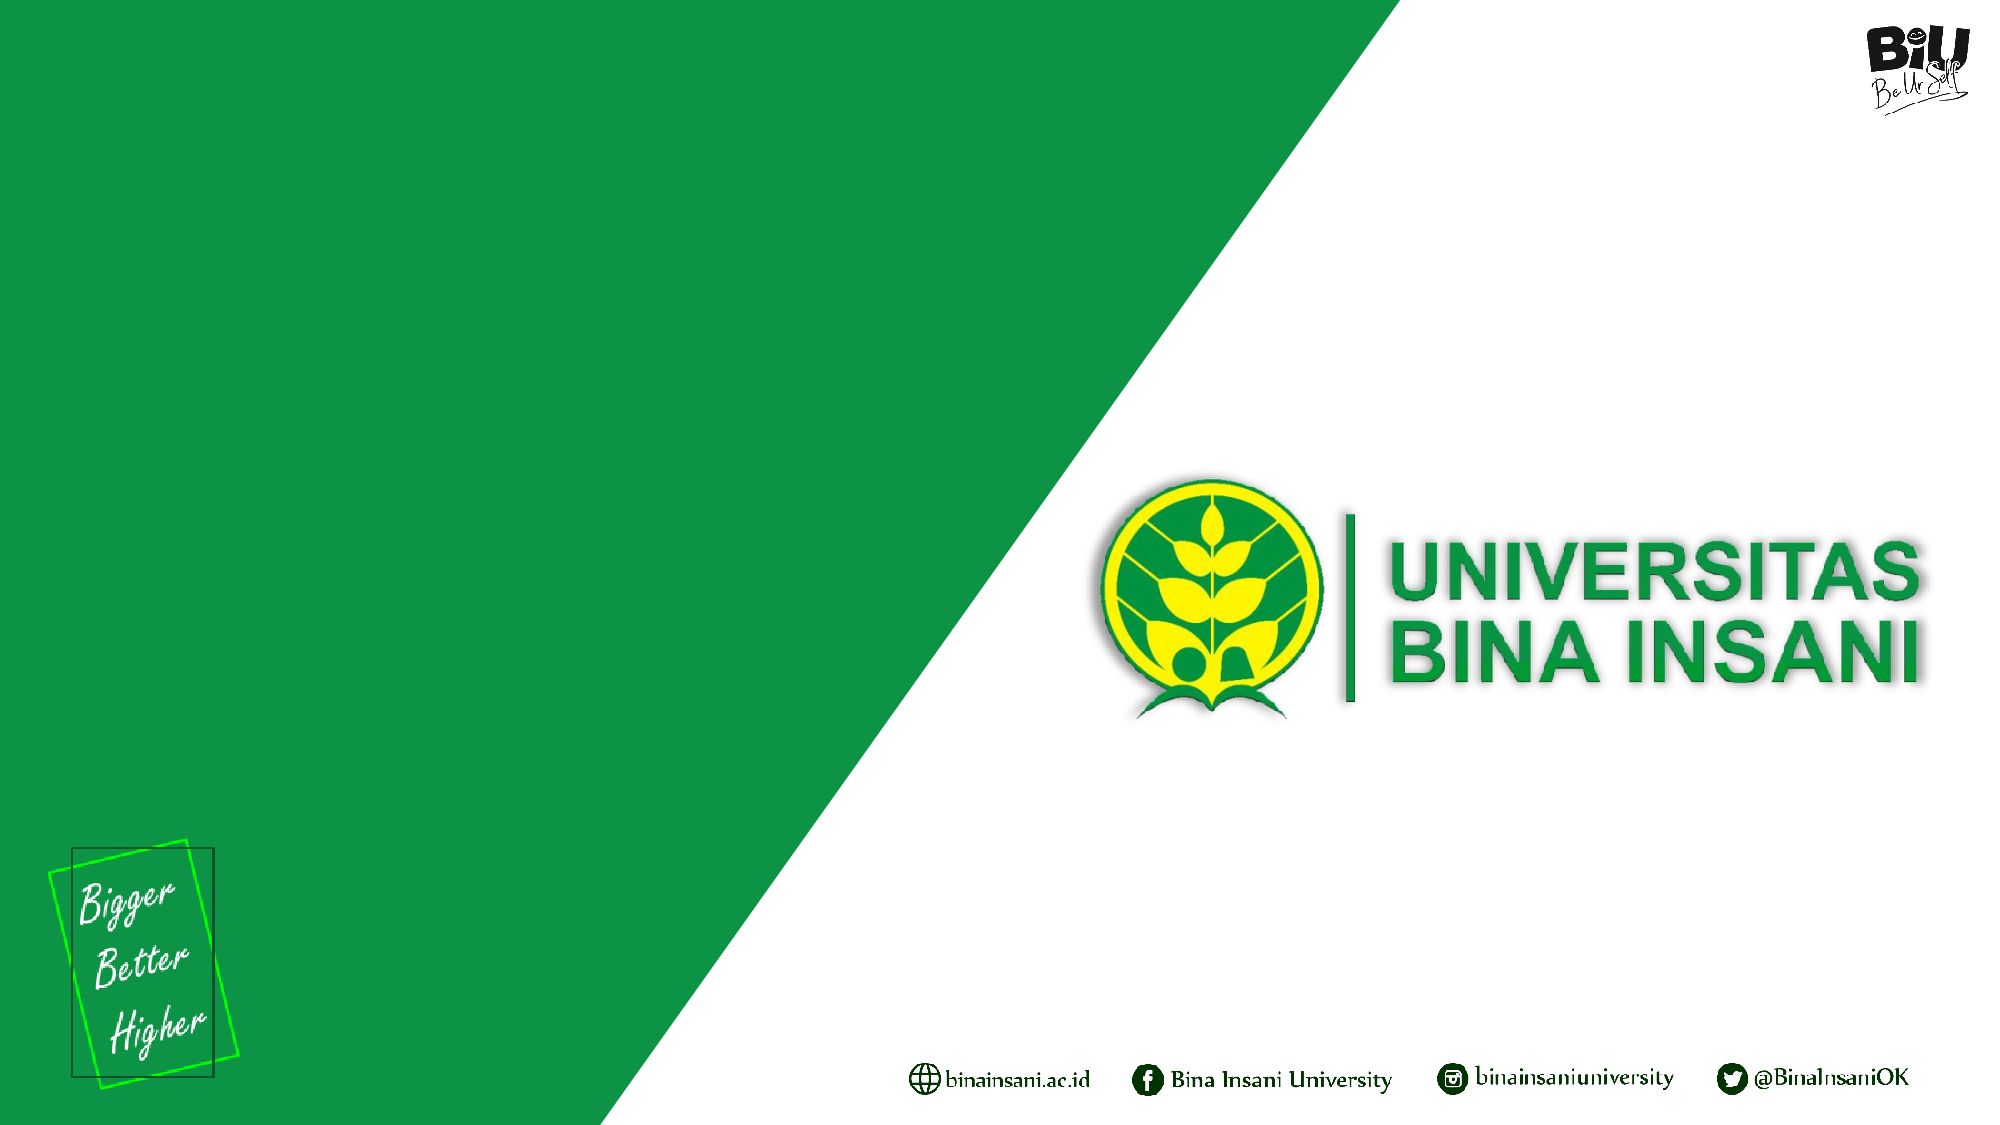 BiU
Be Ur Self
UNIVERSITAS
BINA INSANI
Bigger
Better
Higher
binainsani.ac.id
Bina Insani University
binainsaniuniversity
@BinaInsaniOK